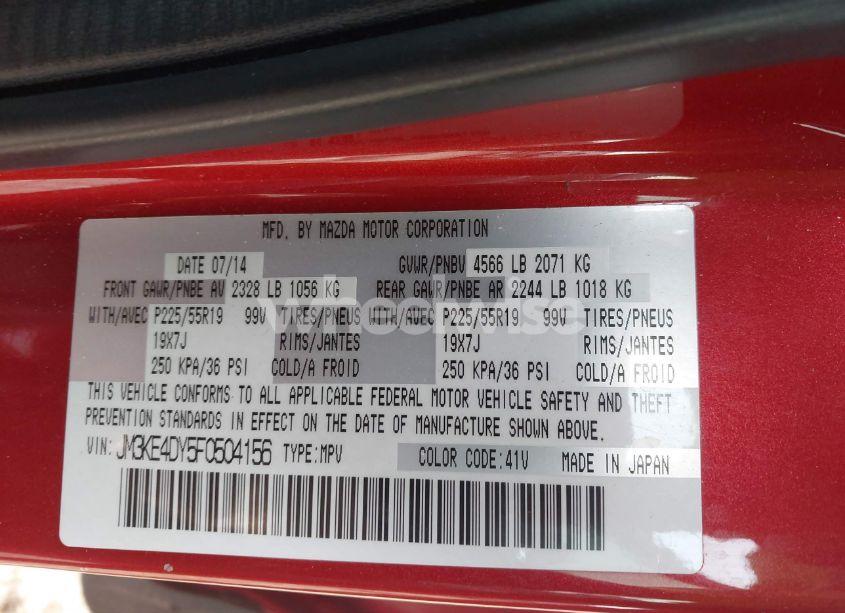 MFD. BY MAZDA MOTOR CORPORATION
DATE 07/14 GVWR/PNBV 4566 LB 2071 KG
FRONT GAWR/PNBE AV 2328 LB 1056 KG REAR GAWR/PNBE AR 2244 LB 1018 KG
WITH/AVEC P225/55R19 99V TIRES/PNEUS WITH/AVEC P225/55R19 99V TIRES/PNEUS
19X7J RIMS/JANTES 19X7J RIMS/JANTES
250 KPA/36 PSI COLD/A FROID 250 KPA/36 PSI COLD/A FROID
THIS VEHICLE CONFORMS TO ALL APPLICABLE FEDERAL MOTOR VEHICLE SAFETY AND THEFT
PREVENTION STANDARDS IN EFFECT ON THE DATE OF MANUFACTURE SHOWN ABOVE.
VIN: JM3KE4DY5F0504156 TYPE:MPV COLOR CODE:41V MADE IN JAPAN
wheelwise